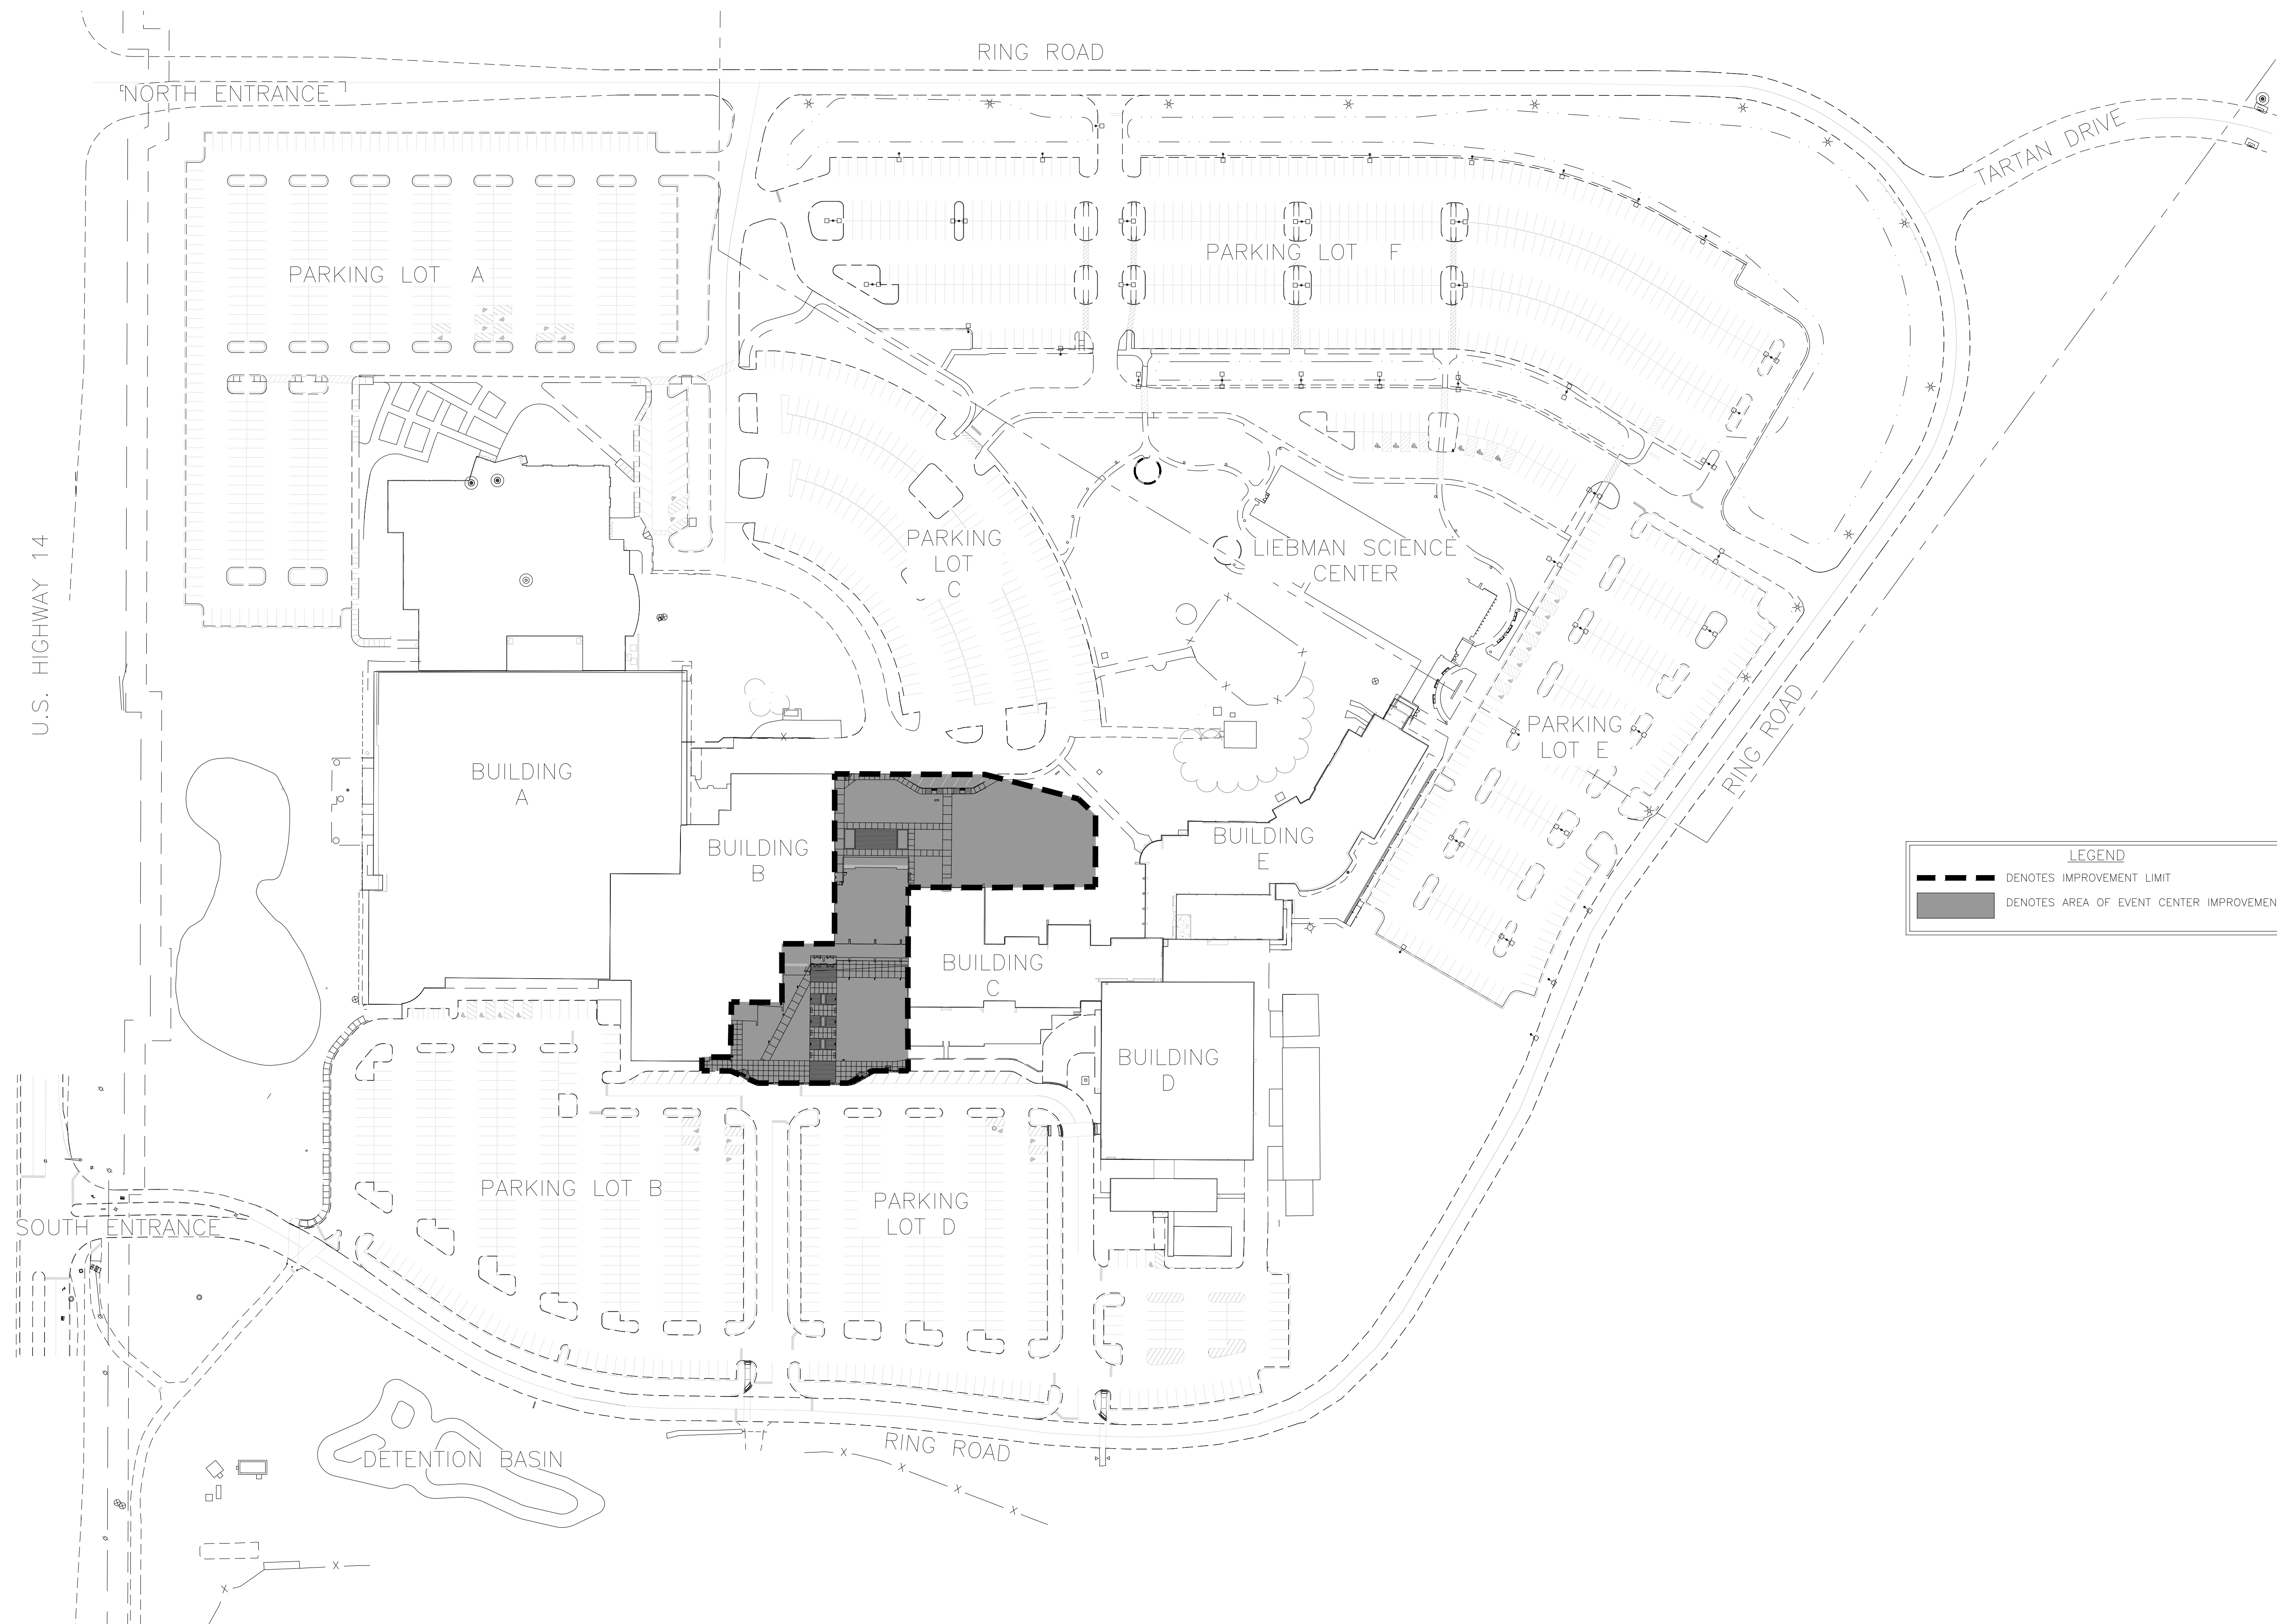 RING ROAD
NORTH ENTRANCE
TARTAN DRIVE
PARKING LOT F
PARKING LOT A
U.S. HIGHWAY 14
PARKING
LOT
C
LIEBMAN SCIENCE
CENTER
PARKING
LOT E
RING ROAD
BUILDING
A
BUILDING
B
BUILDING
E
LEGEND
DENOTES IMPROVEMENT LIMIT
DENOTES AREA OF EVENT CENTER IMPROVEMEN
BUILDING
C
BUILDING
D
PARKING LOT B
PARKING
LOT D
SOUTH ENTRANCE
RING ROAD
DETENTION BASIN